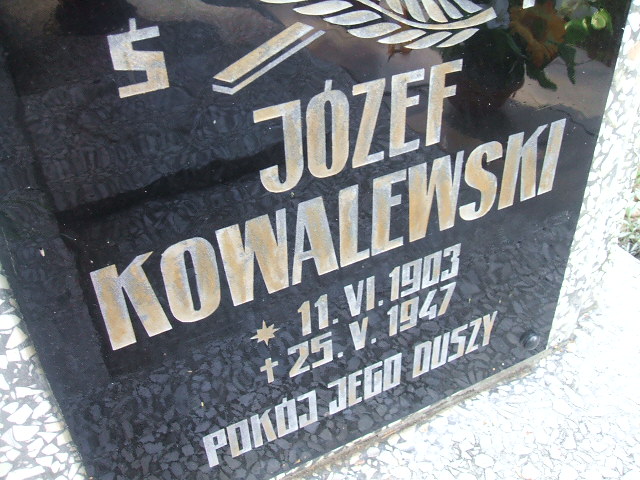 Ś
JÓZEF
KOWALEWSKI
* 11. VI. 1903
† 25. V. 1947
POKÓJ JEGO DUSZY